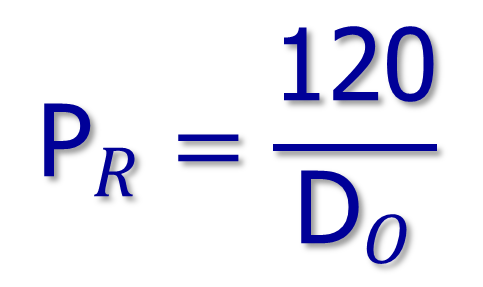 120
P_R =
D_O